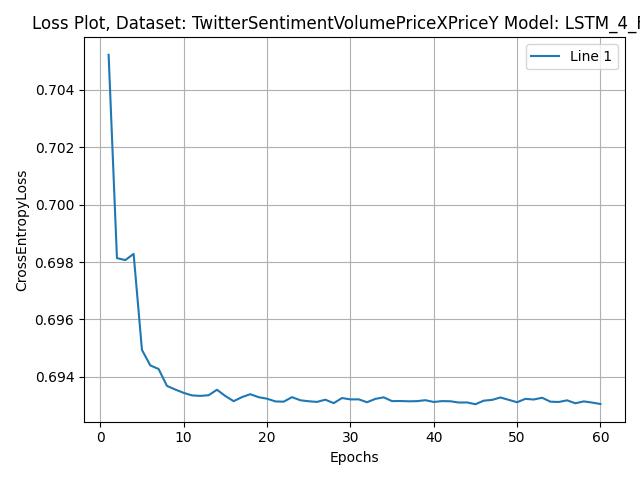 Loss Plot, Dataset: TwitterSentimentVolumePriceXPriceY Model: LSTM_4_
Line 1
0.704
0.702
0.700
0.698
0.696
0.694
CrossEntropyLoss
0 10 20 30 40 50 60
Epochs